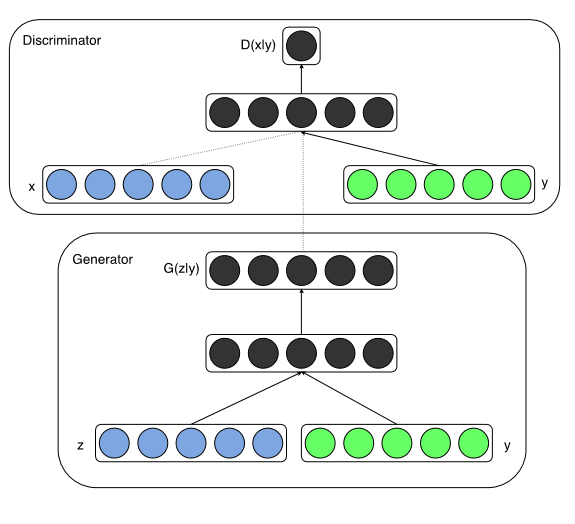 Discriminator
D(x|y)
x
y
Generator
G(z|y)
z
y